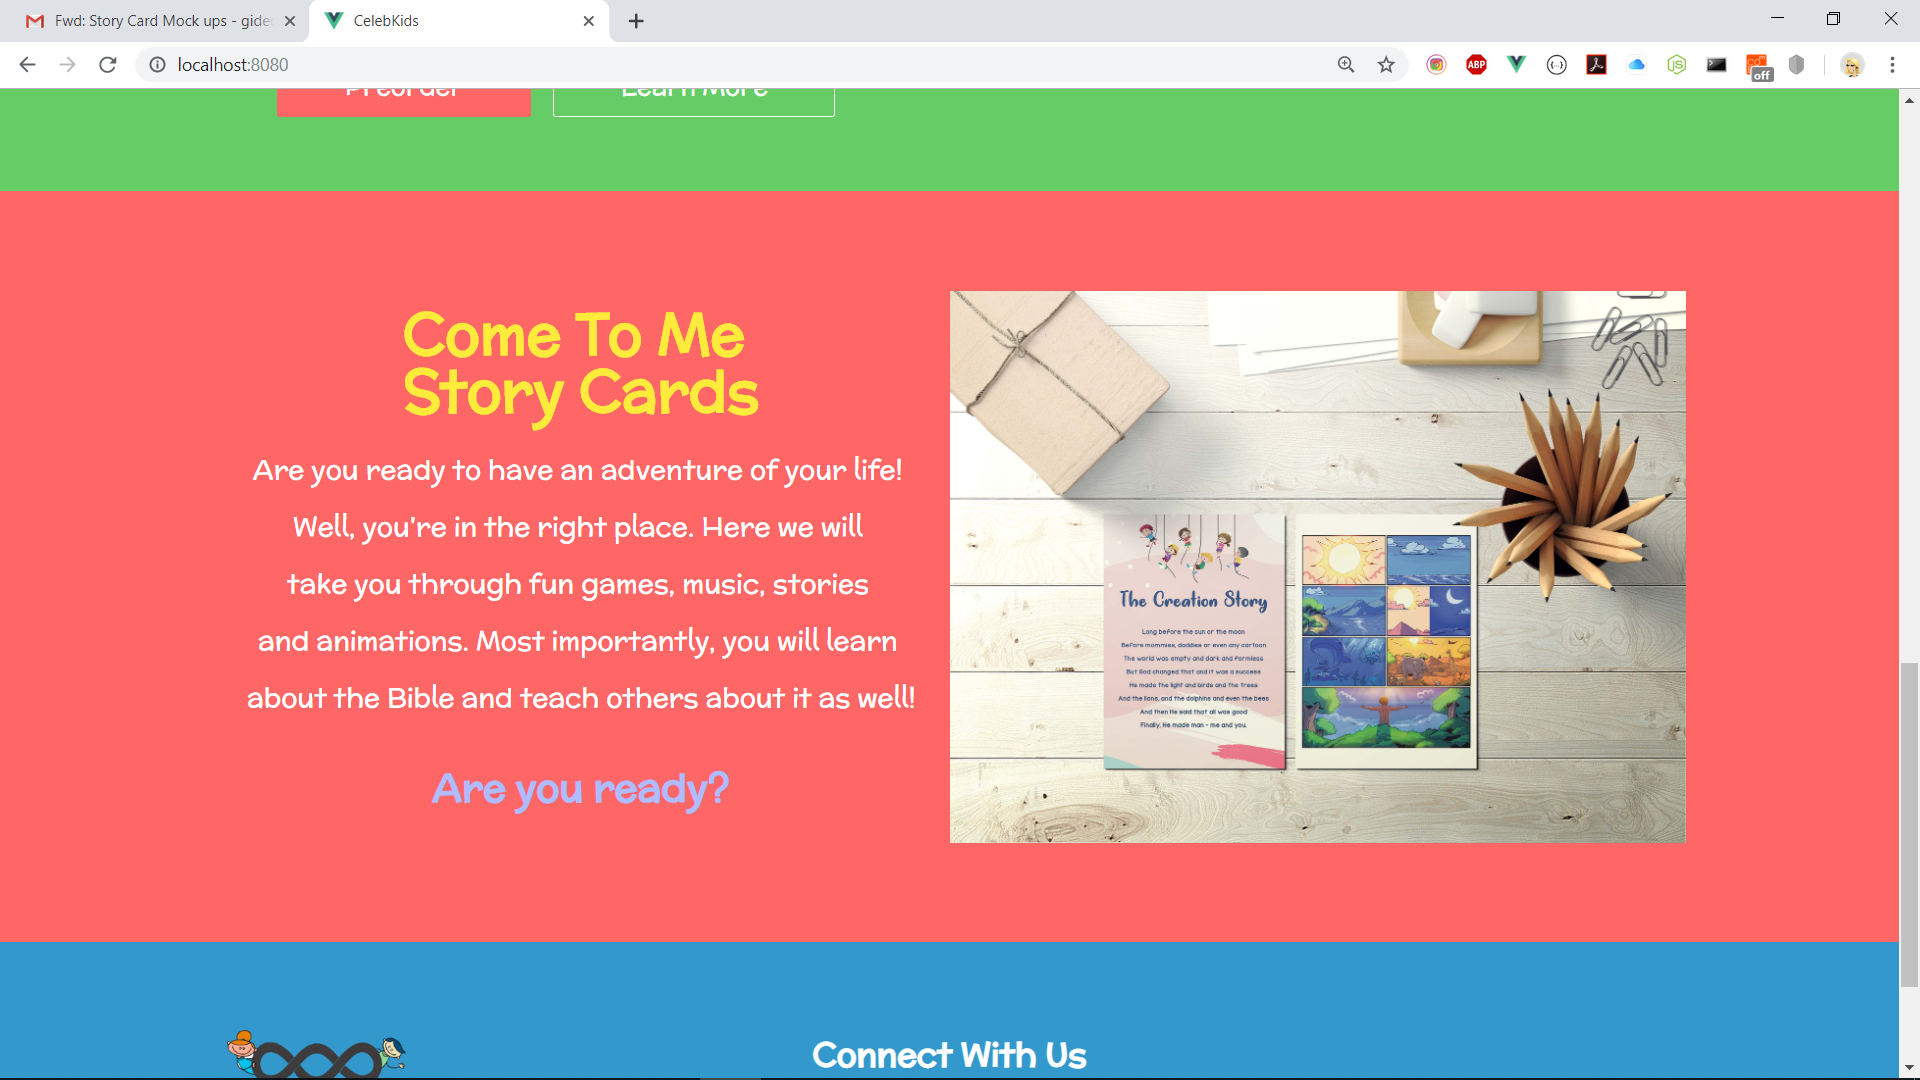 Fwd: Story Card Mock ups - gide
CelebKids
localhost:8080
ABP
off
Preorder
Learn More
Come To Me
Story Cards
Are you ready to have an adventure of your life!
Well, you're in the right place. Here we will
take you through fun games, music, stories
and animations. Most importantly, you will learn
about the Bible and teach others about it as well!
Are you ready?
The Creation Story
Long before the sun or the moon
Before mommies, daddies or even any cartoon
The world was empty and dark and formless
But God changed that and it was a success
He made the light and birds and the trees
And the lions, and the dolphins and even the bees
And then He said that all was good
Finally, He made man - me and you.
Connect With Us